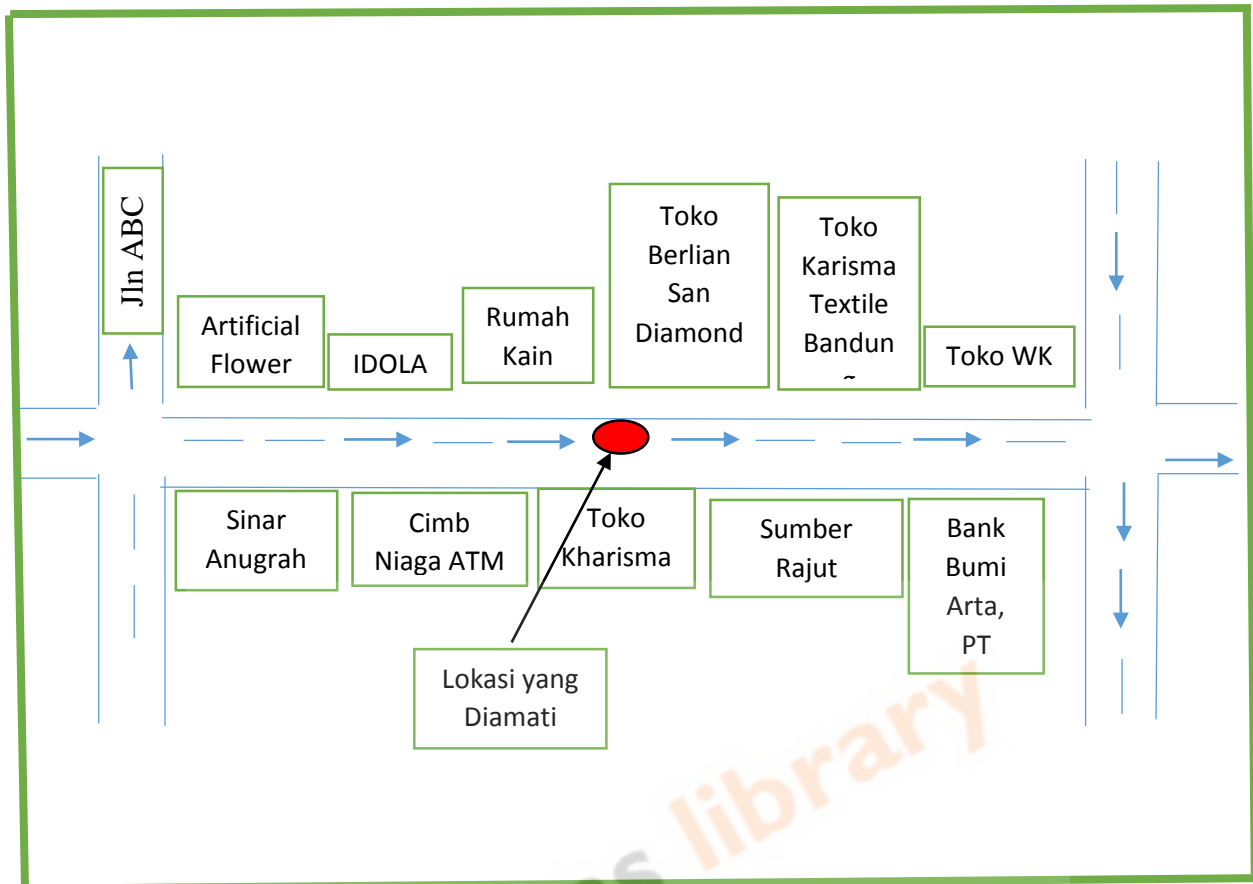 Jln ABC
Artificial
Flower
IDOLA
Rumah
Kain
Toko
Berlian
San
Diamond
Toko
Karisma
Textile
Bandun
Toko WK
Sinar
Anugrah
Cimb
Niaga ATM
Toko
Kharisma
Sumber
Rajut
Bank
Bumi
Arta,
PT
Lokasi yang
Diamati
library